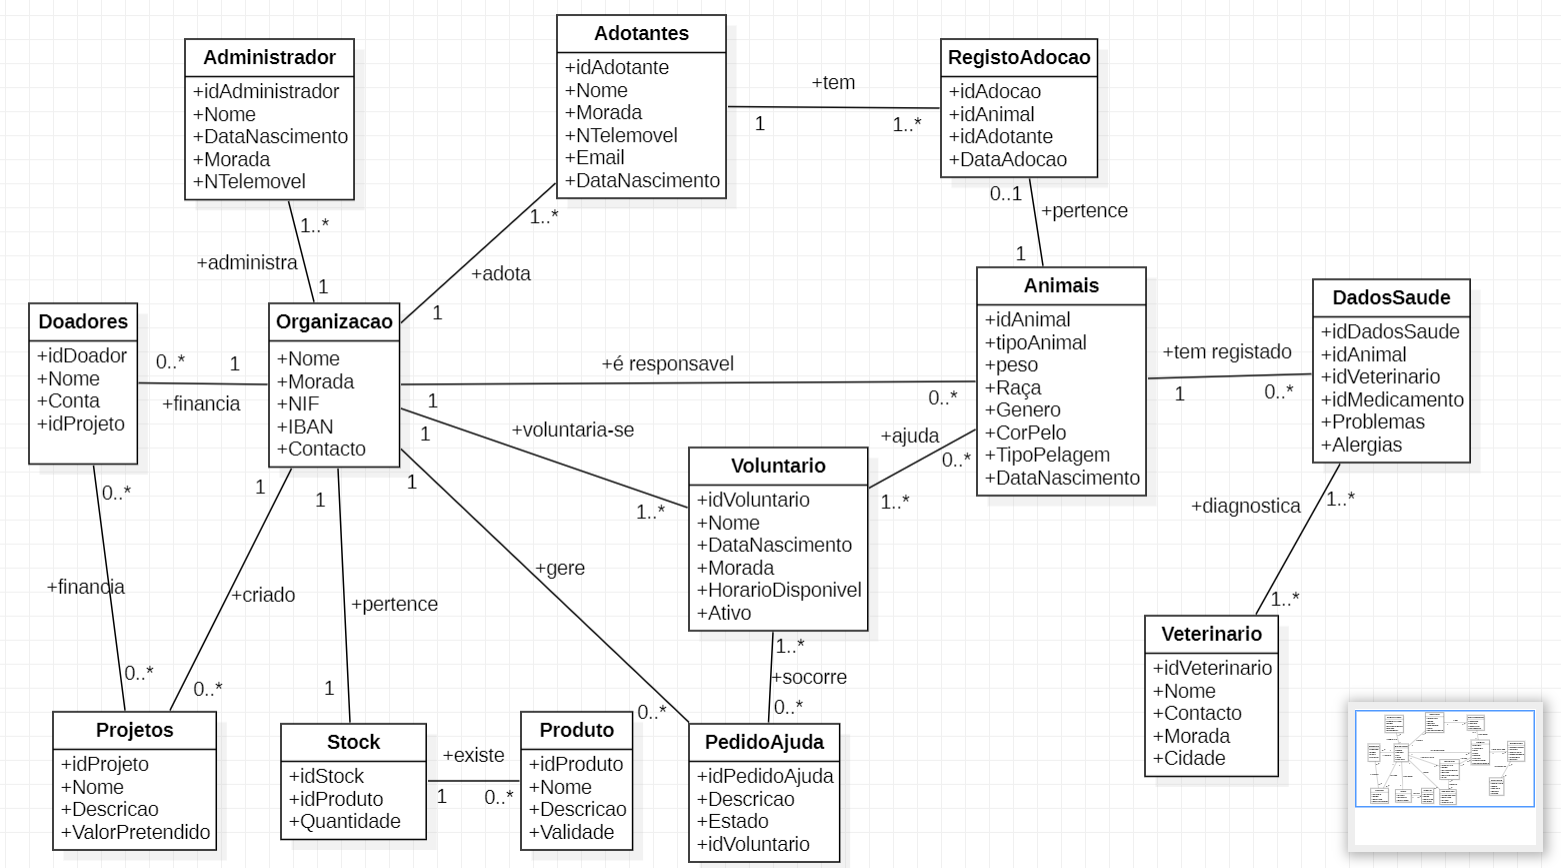 Administrador
+idAdministrador
+Nome
+DataNascimento
+Morada
+NTelemovel
Adotantes
+idAdotante
+Nome
+Morada
+NTelemovel
+Email
+DataNascimento
+tem
1
1..*
RegistoAdocao
+idAdocao
+idAnimal
+idAdotante
+DataAdocao
1..*
+administra
1
1..*
+adota
1
0..1
+pertence
1
Doadores
+idDoador
+Nome
+Conta
+idProjeto
0..*
1
+financia
Organizacao
+Nome
+Morada
+NIF
+IBAN
+Contacto
+é responsavel
1
0..*
Animais
+idAnimal
+tipoAnimal
+peso
+Raça
+Genero
+CorPelo
+TipoPelagem
+DataNascimento
+tem registado
1
0..*
DadosSaude
+idDadosSaude
+idAnimal
+idVeterinario
+idMedicamento
+Problemas
+Alergias
1
+voluntaria-se
1..*
+ajuda
0..*
1..*
Voluntario
+idVoluntario
+Nome
+DataNascimento
+Morada
+HorarioDisponivel
+Ativo
+diagnostica
1..*
1..*
0..*
+financia
0..*
1
+criado
0..*
1
+pertence
1
1
+gere
0..*
1..*
+socorre
0..*
Veterinario
+idVeterinario
+Nome
+Contacto
+Morada
+Cidade
Projetos
+idProjeto
+Nome
+Descricao
+ValorPretendido
Stock
+idStock
+idProduto
+Quantidade
+existe
1
0..*
Produto
+idProduto
+Nome
+Descricao
+Validade
PedidoAjuda
+idPedidoAjuda
+Descricao
+Estado
+idVoluntario